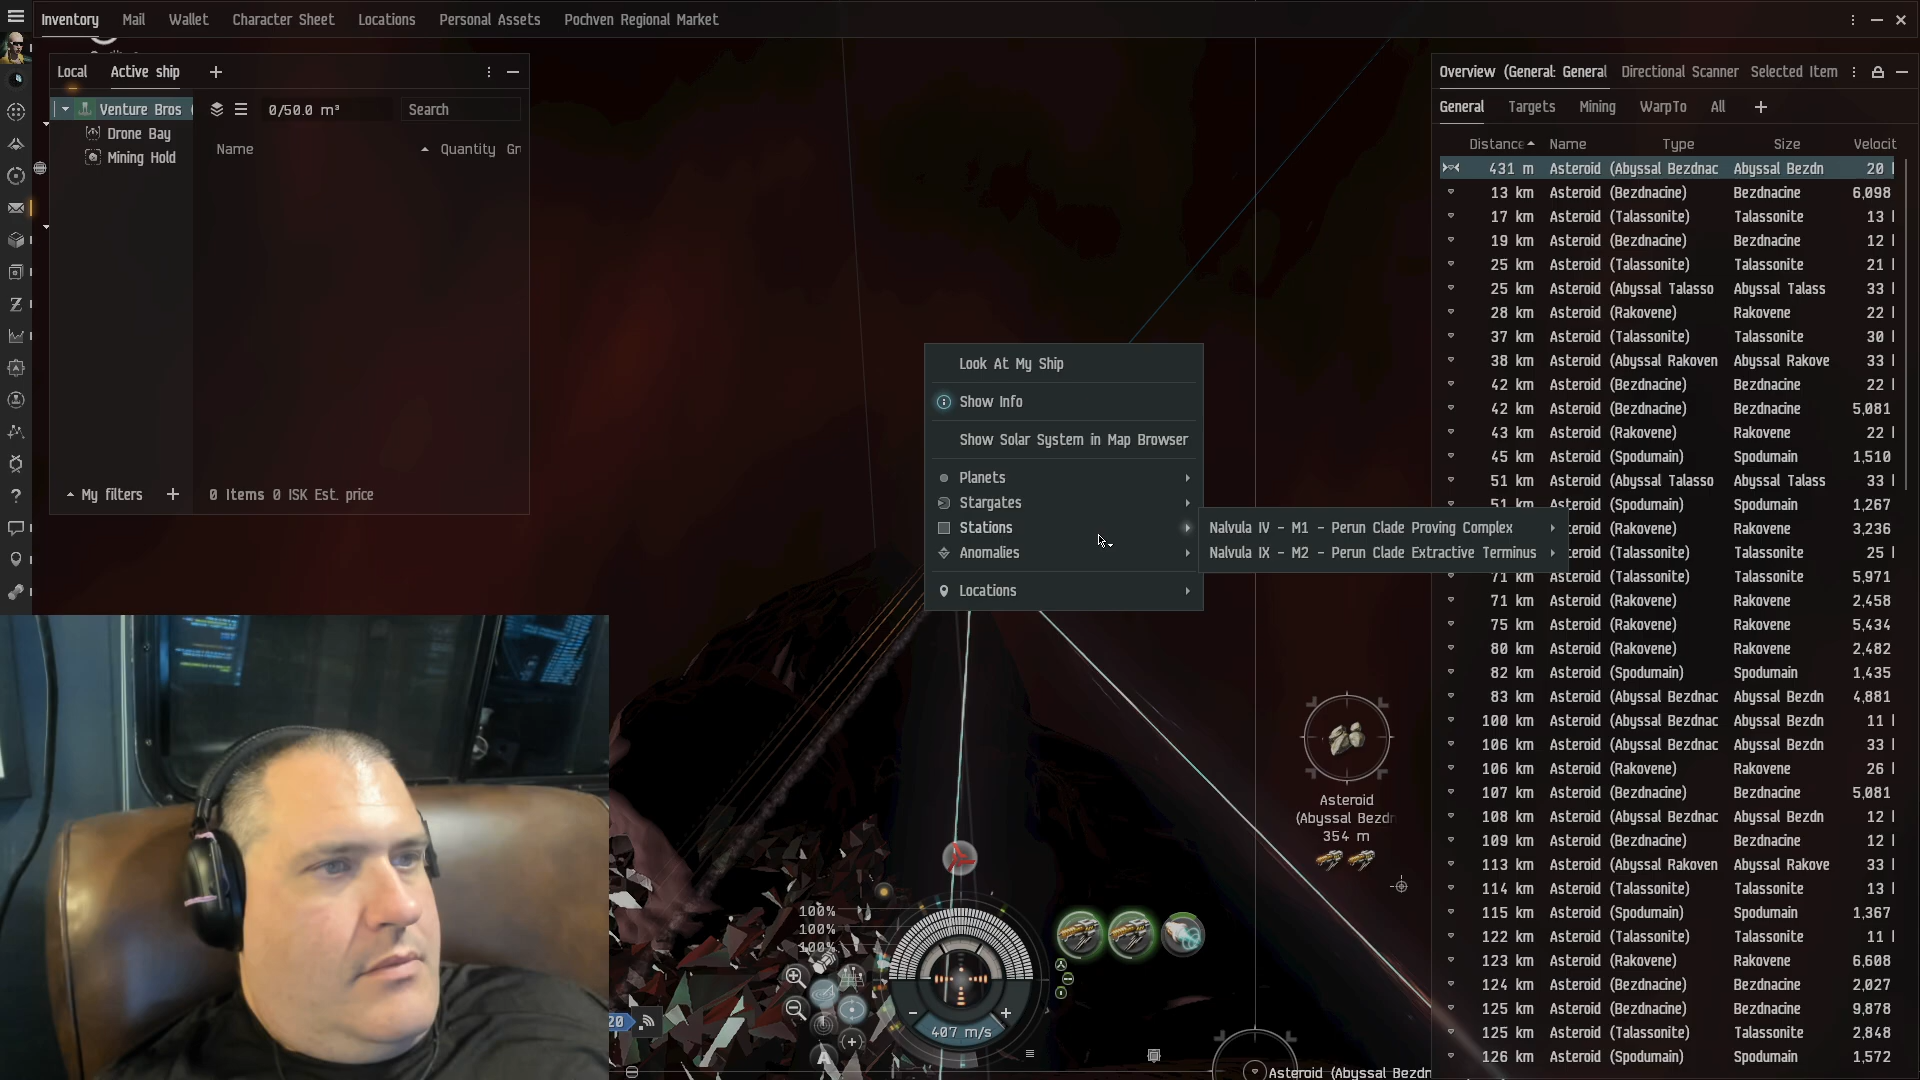 Inventory Mail Wallet Character Sheet Locations Personal Assets Pochven Regional Market
Local Active ship
Venture Bros
0/50.0 m³
Search
Drone Bay
Mining Hold
Name Quantity
My filters
0 Items 0 ISK Est. price
Look At My Ship
Show Info
Show Solar System in Map Browser
Planets
Stargates
Stations
Anomalies
Locations
Nalvula IV - M1 - Perun Clade Proving Complex
Nalvula IX - M2 - Perun Clade Extractive Terminus
Overview (General: General Directional Scanner Selected Item
General Targets Mining WarpTo All
Distance Name Type Size Velocit
431 m Asteroid (Abyssal Bezdnac Abyssal Bezdn 20
13 km Asteroid (Bezdnacine) Bezdnacine 6,098
17 km Asteroid (Talassonite) Talassonite 13
19 km Asteroid (Bezdnacine) Bezdnacine 12
25 km Asteroid (Talassonite) Talassonite 21
25 km Asteroid (Abyssal Talasso Abyssal Talass 33
28 km Asteroid (Rakovene) Rakovene 22
37 km Asteroid (Talassonite) Talassonite 30
38 km Asteroid (Abyssal Rakoven Abyssal Rakove 33
42 km Asteroid (Bezdnacine) Bezdnacine 22
42 km Asteroid (Bezdnacine) Bezdnacine 5,081
43 km Asteroid (Rakovene) Rakovene 22
45 km Asteroid (Spodumain) Spodumain 1,510
51 km Asteroid (Abyssal Talasso Abyssal Talass 33
51 km Asteroid (Spodumain) Spodumain 1,267
(Rakovene) Rakovene 3,236
(Talassonite) Talassonite 25
71 km Asteroid (Talassonite) Talassonite 5,971
71 km Asteroid (Rakovene) Rakovene 2,458
75 km Asteroid (Rakovene) Rakovene 5,434
80 km Asteroid (Rakovene) Rakovene 2,482
82 km Asteroid (Spodumain) Spodumain 1,435
83 km Asteroid (Abyssal Bezdnac Abyssal Bezdn 4,881
100 km Asteroid (Abyssal Bezdnac Abyssal Bezdn 11
106 km Asteroid (Abyssal Bezdnac Abyssal Bezdn 33
106 km Asteroid (Rakovene) Rakovene 26
107 km Asteroid (Bezdnacine) Bezdnacine 5,081
108 km Asteroid (Abyssal Bezdnac Abyssal Bezdn 12
109 km Asteroid (Bezdnacine) Bezdnacine 12
113 km Asteroid (Abyssal Rakoven Abyssal Rakove 33
114 km Asteroid (Talassonite) Talassonite 13
115 km Asteroid (Spodumain) Spodumain 1,367
122 km Asteroid (Talassonite) Talassonite 11
123 km Asteroid (Rakovene) Rakovene 6,608
124 km Asteroid (Bezdnacine) Bezdnacine 2,027
125 km Asteroid (Bezdnacine) Bezdnacine 9,878
125 km Asteroid (Talassonite) Talassonite 2,848
126 km Asteroid (Spodumain) Spodumain 1,572
Asteroid
(Abyssal Bezdn
354 m
100%
100%
100%
407 m/s
20
Asteroid (Abyssal Bezdn